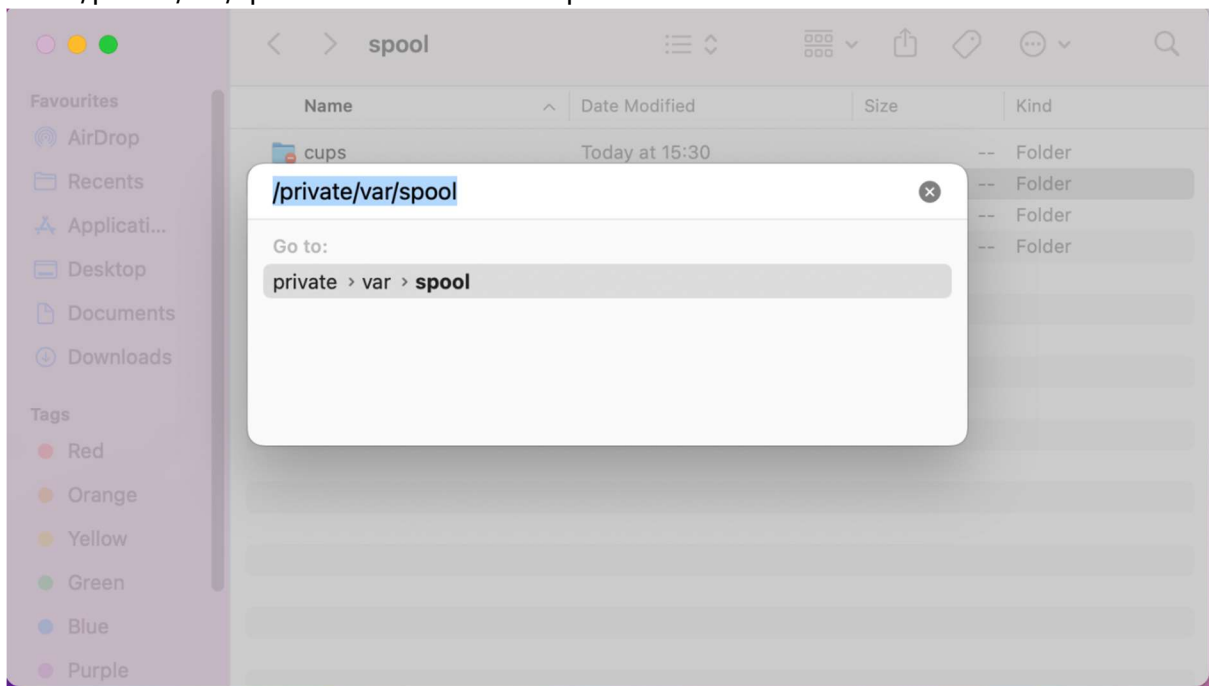 spool
Favourites
AirDrop
Recents
Applicati...
Desktop
Documents
Downloads
Tags
Red
Orange
Yellow
Green
Blue
Purple
Name Date Modified Size Kind
cups Today at 15:30 -- Folder
-- Folder
-- Folder
-- Folder
/private/var/spool
Go to:
private › var › spool